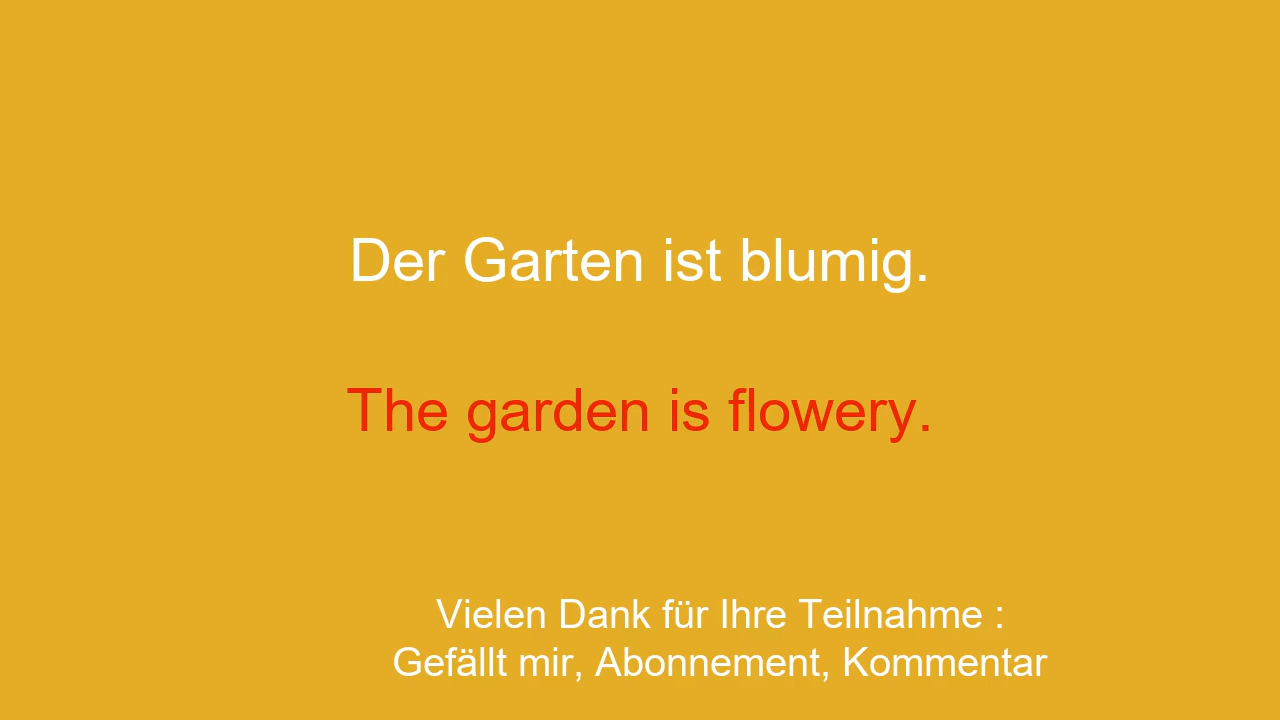 Der Garten ist blumig.
The garden is flowery.
Vielen Dank für Ihre Teilnahme :
Gefällt mir, Abonnement, Kommentar